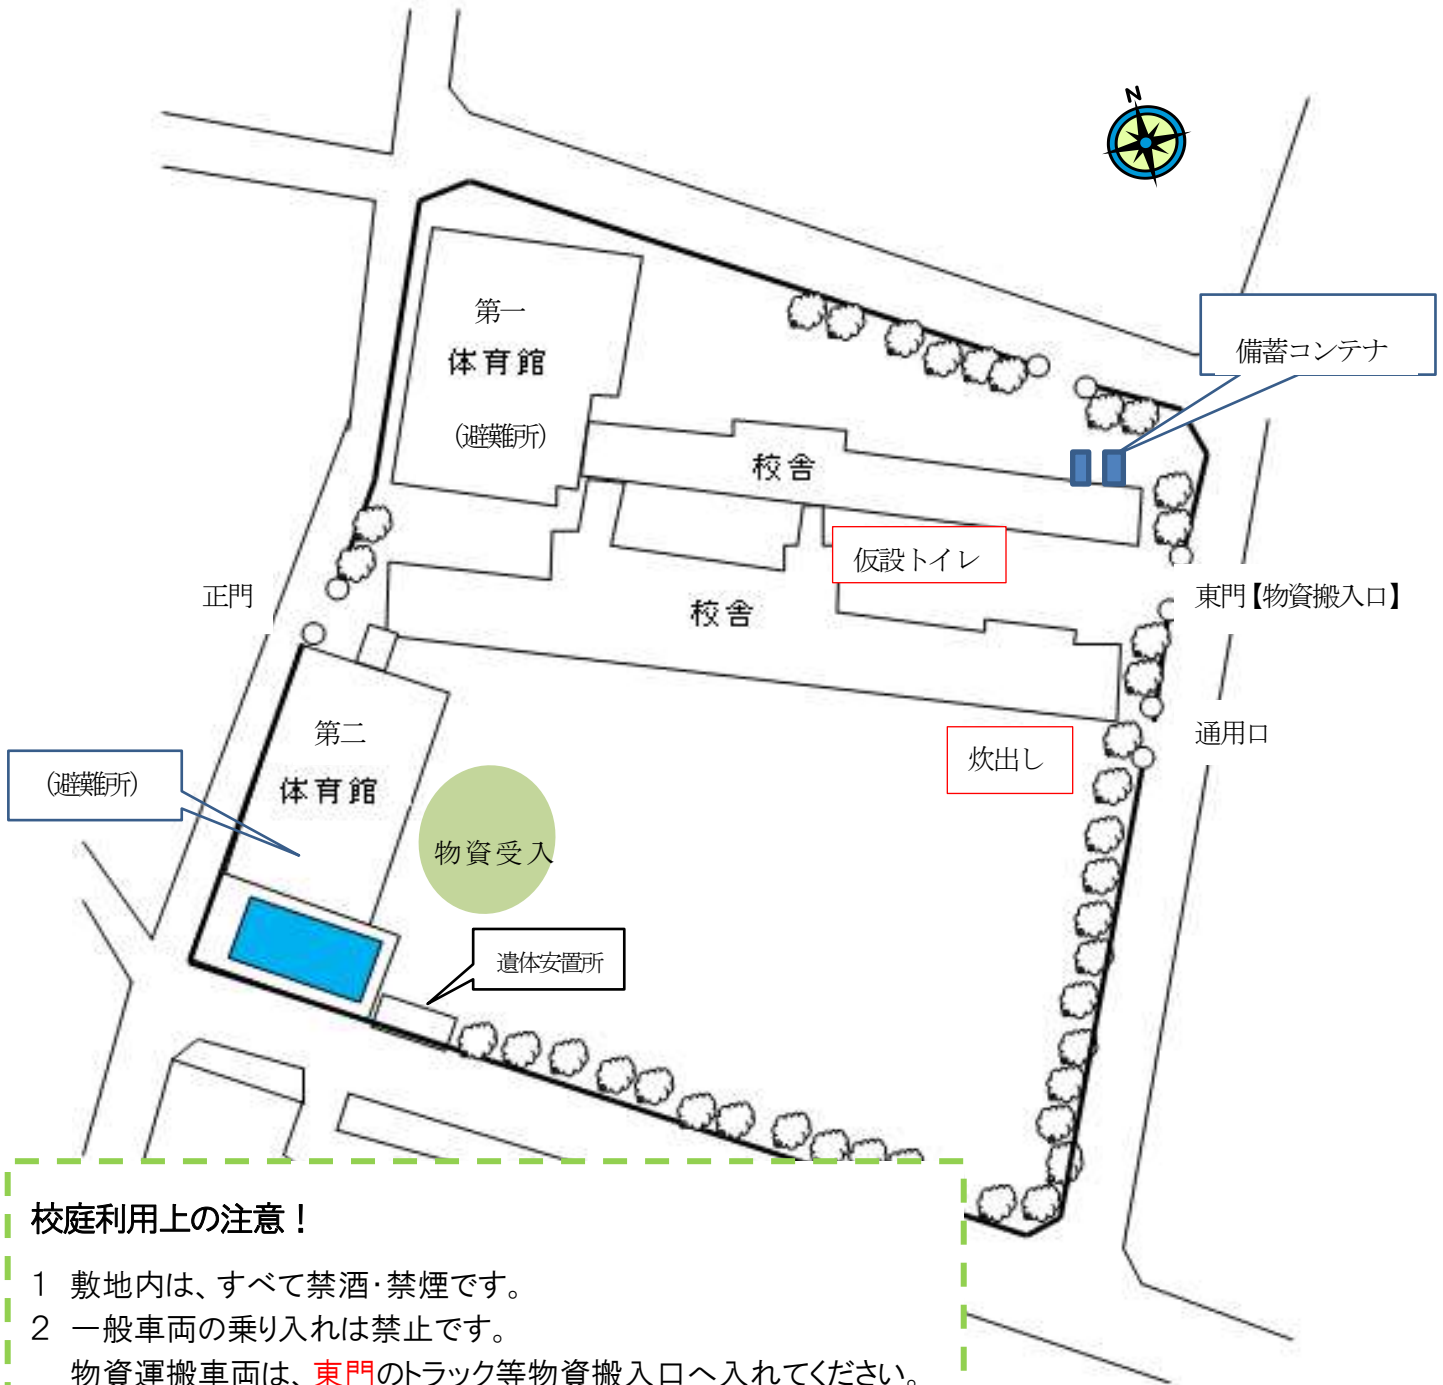 N
備蓄コンテナ
第一
体育館
(避難所)
校舎
仮設トイレ
正門
東門【物資搬入口】
校舎
第二
体育館
(避難所)
炊出し
通用口
物資受入
遺体安置所
校庭利用上の注意！
1 敷地内は、すべて禁酒・禁煙です。
2 一般車両の乗り入れは禁止です。
物資運搬車両は、東門のトラック等物資搬入口へ入れてください。